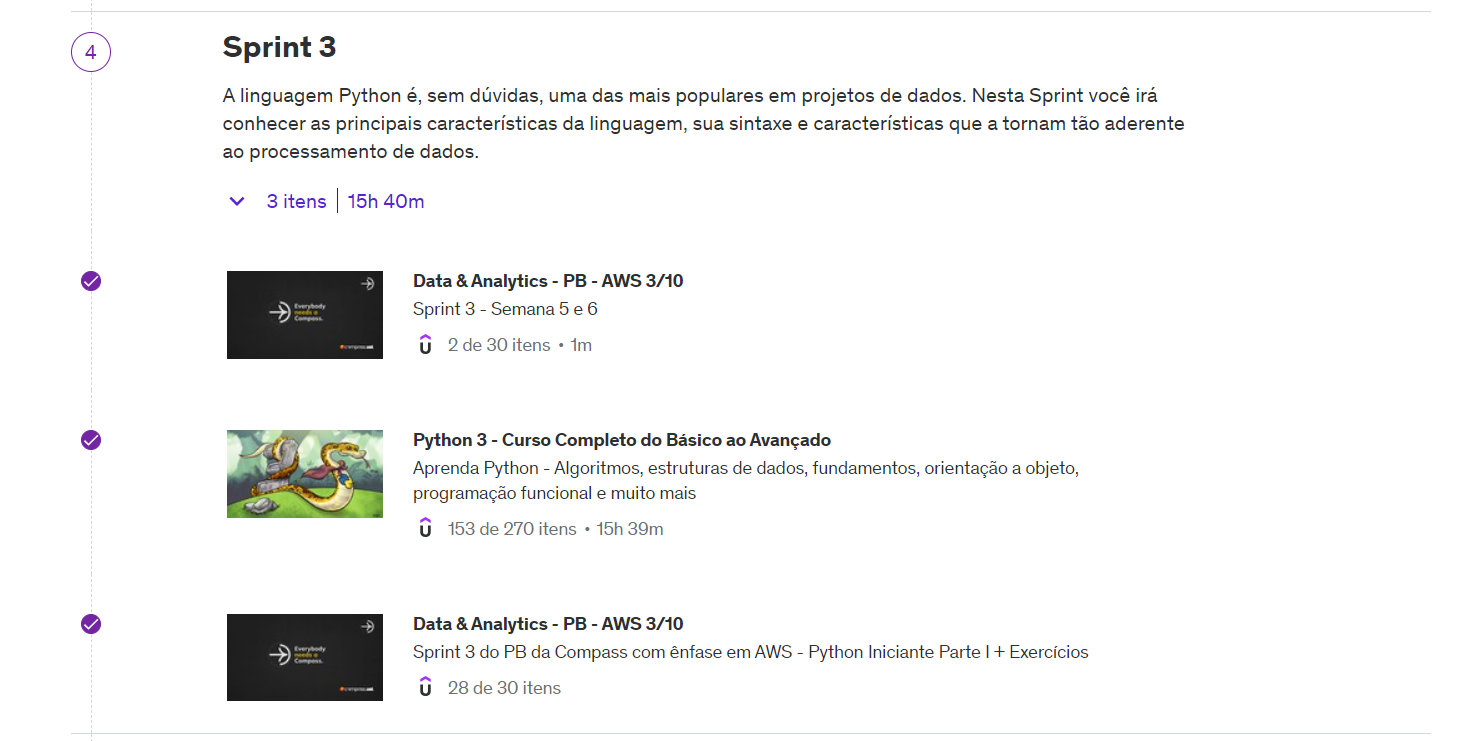 4
Sprint 3
A linguagem Python é, sem dúvidas, uma das mais populares em projetos de dados. Nesta Sprint você irá
conhecer as principais características da linguagem, sua sintaxe e características que a tornam tão aderente
ao processamento de dados.
3 itens | 15h 40m
Everybody
needs a
Compass.
Data & Analytics - PB - AWS 3/10
Sprint 3 - Semana 5 e 6
2 de 30 itens • 1m
Python 3 - Curso Completo do Básico ao Avançado
Aprenda Python - Algoritmos, estruturas de dados, fundamentos, orientação a objeto,
programação funcional e muito mais
153 de 270 itens • 15h 39m
Everybody
needs a
Compass.
Data & Analytics - PB - AWS 3/10
Sprint 3 do PB da Compass com ênfase em AWS - Python Iniciante Parte I + Exercícios
28 de 30 itens